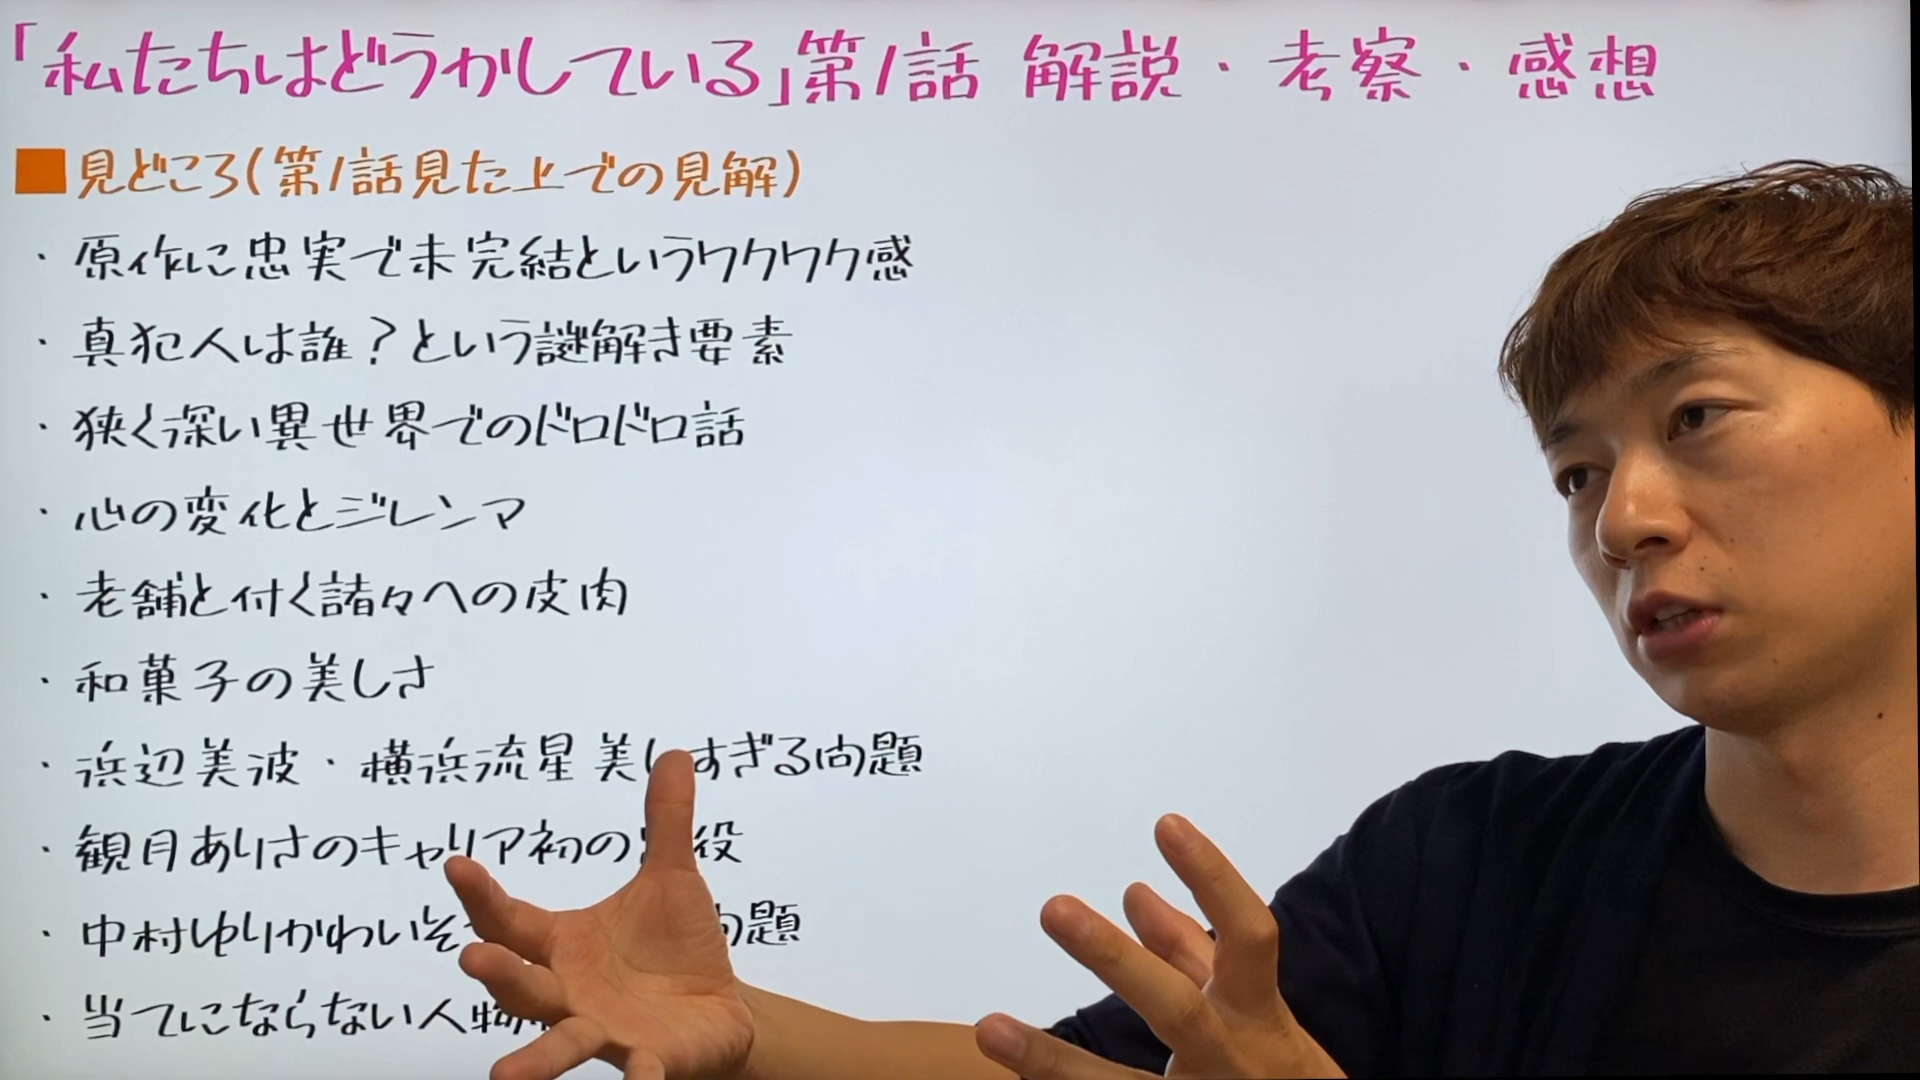 「私たちはどうかしている」第1話 解説・考察・感想
■見どころ(第1話見た上での見解)
・原作に忠実で未完結というワクワク感
・真犯人は誰?という謎解き要素
・狭く深い異世界でのドロドロ話
・心の変化とジレンマ
・老舗と付く諸々への皮肉
・和菓子の美しさ
・浜辺美波・横浜流星美しすぎる問題
・観月ありさのキャリア初の 役
・中村ゆりかわいそ 問題
・当てにならない人物